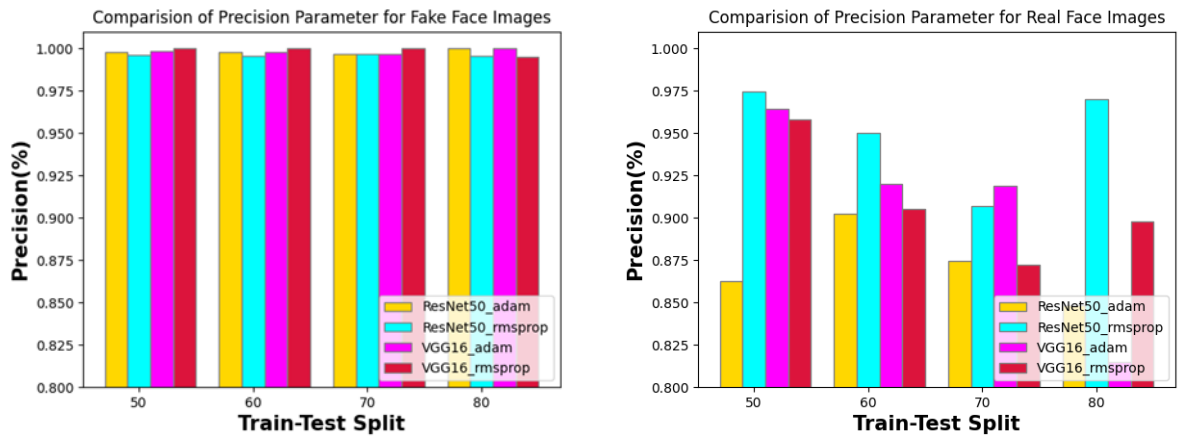 Comparision of Precision Parameter for Fake Face Images
Precision(%)
1.000
0.975
0.950
0.925
0.900
0.875
0.850
0.825
0.800
ResNet50_adam
ResNet50_rmsprop
VGG16_adam
VGG16_rmsprop
50 60 70 80
Train-Test Split
Comparision of Precision Parameter for Real Face Images
Precision(%)
1.000
0.975
0.950
0.925
0.900
0.875
0.850
0.825
0.800
ResNet50_adam
ResNet50_rmsprop
VGG16_adam
VGG16_rmsprop
50 60 70 80
Train-Test Split